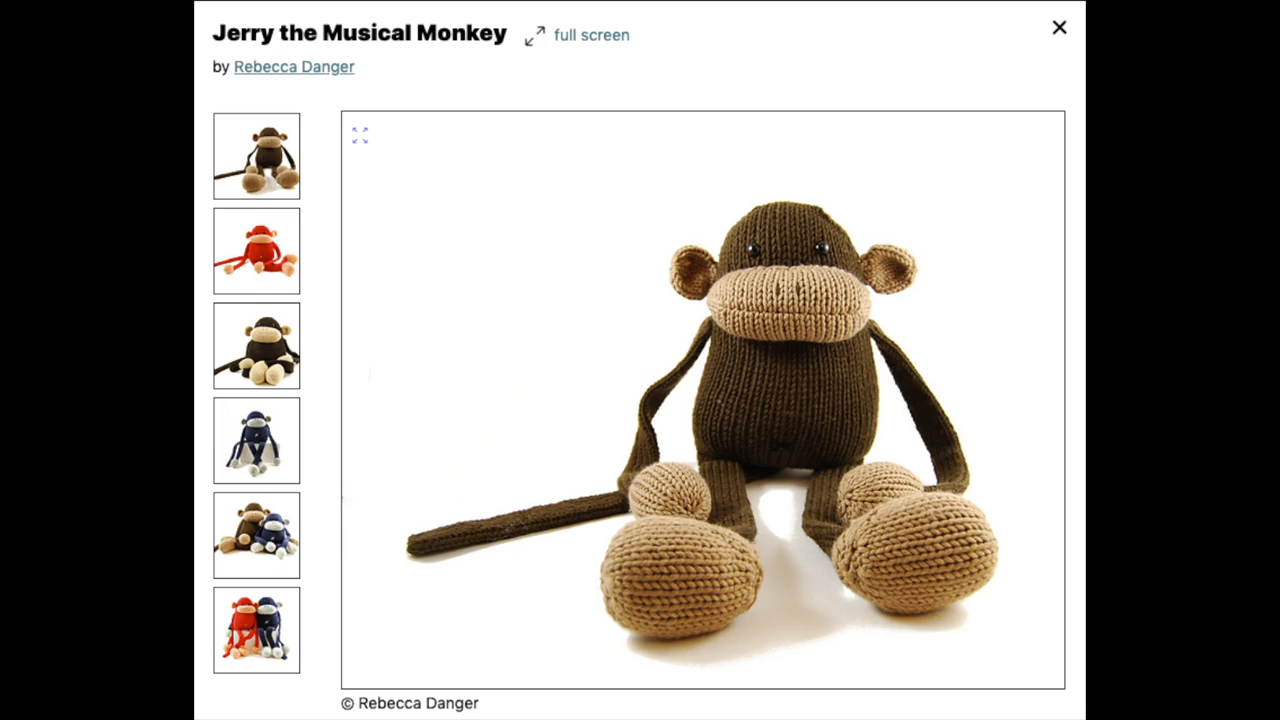 Jerry the Musical Monkey full screen
by Rebecca Danger
© Rebecca Danger